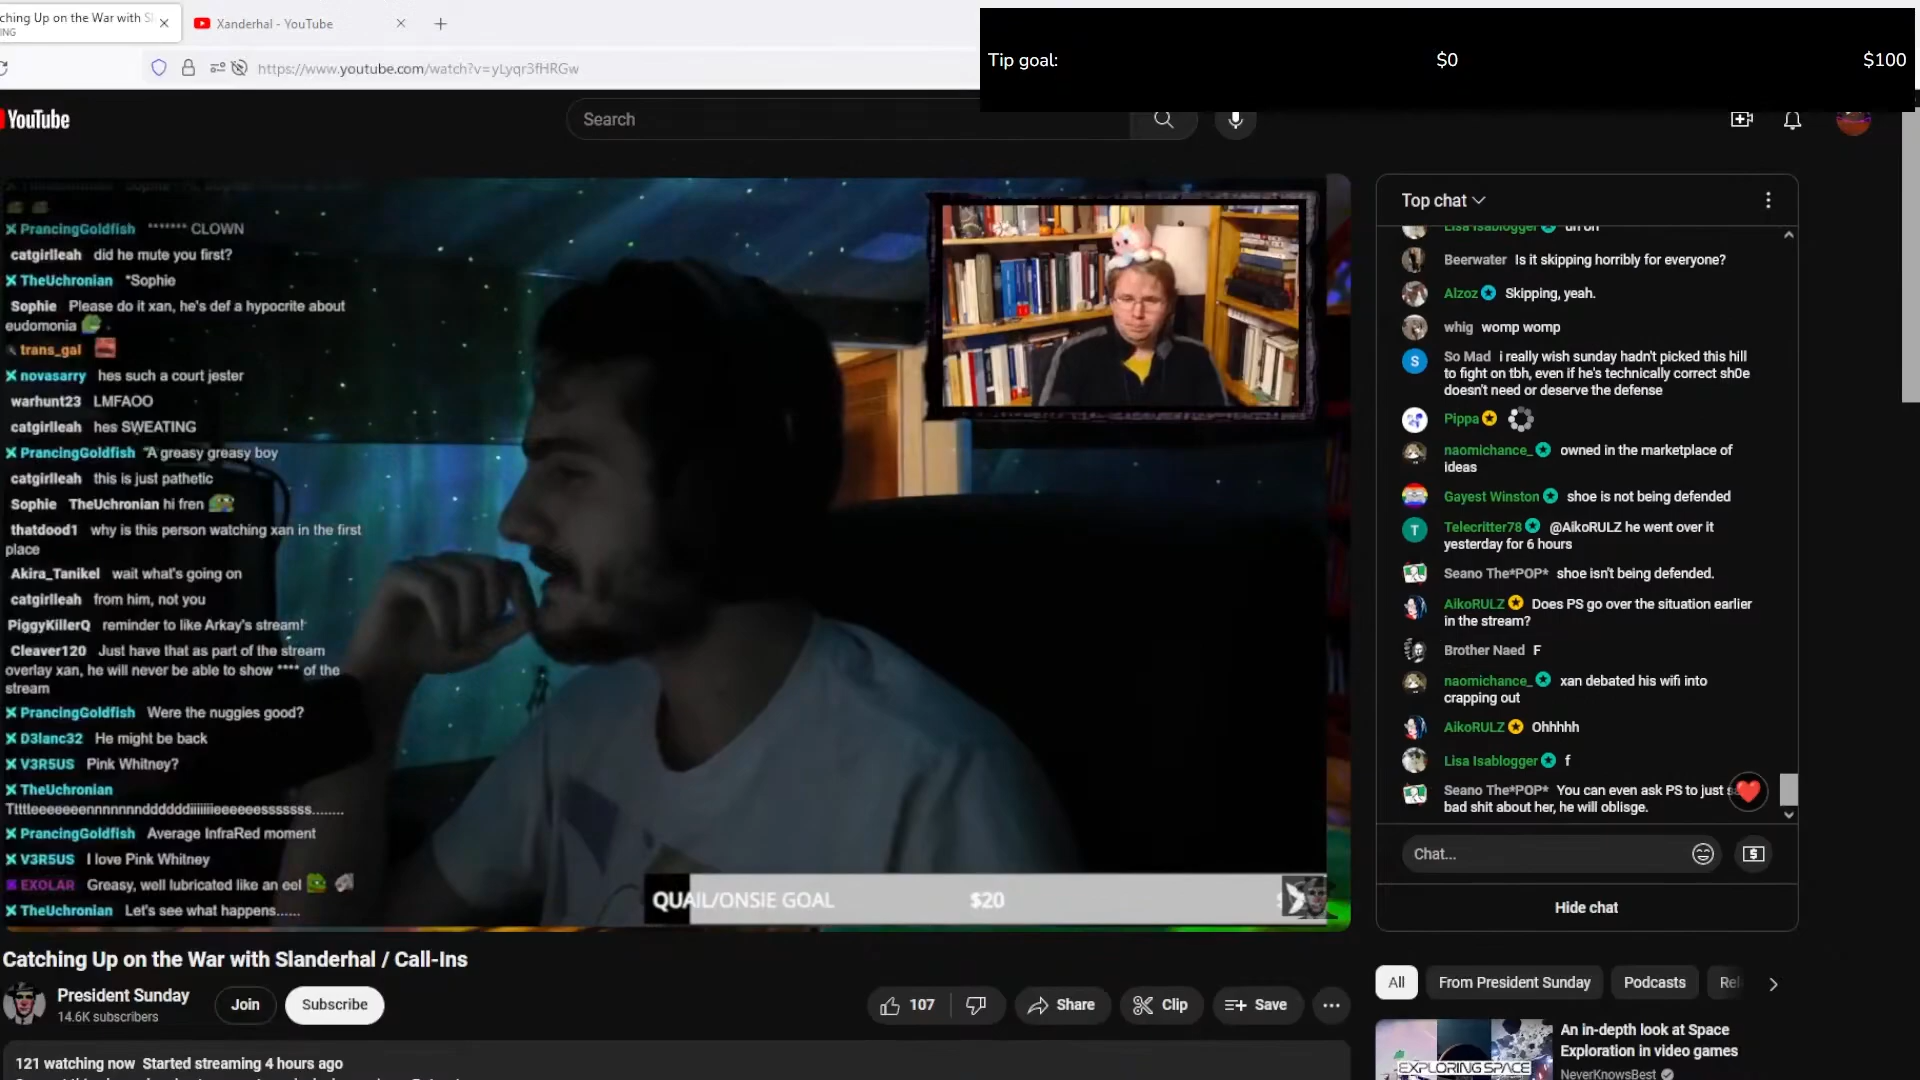 ching Up on the War with S
ING
Xanderhal - YouTube
https://www.youtube.com/watch?v=yLyqr3fHRGw
Tip goal:
$0
$100
YouTube
Search
PrancingGoldfish ******* CLOWN
catgirlleah did he mute you first?
TheUchronian *Sophie
Sophie Please do it xan, he's def a hypocrite about
eudomonia
trans_gal
novasarry hes such a court jester
warhunt23 LMFAOO
catgirlleah hes SWEATING
PrancingGoldfish "A greasy greasy boy
catgirlleah this is just pathetic
Sophie TheUchronian hi fren
thatdood1 why is this person watching xan in the first
place
Akira_Tanikel wait what's going on
catgirlleah from him, not you
PiggyKillerQ reminder to like Arkay's stream!
Cleaver120 Just have that as part of the stream
overlay xan, he will never be able to show **** of the
stream
PrancingGoldfish Were the nuggies good?
D3lanc32 He might be back
V3R5US Pink Whitney?
TheUchronian
PrancingGoldfish Average InfraRed moment
V3R5US I love Pink Whitney
EXOLAR Greasy, well lubricated like an eel
TheUchronian Let's see what happens......
QUAIL/ONSIE GOAL
$20
Top chat
Lisa Isablogger uh oh
Beerwater Is it skipping horribly for everyone?
Alzoz Skipping, yeah.
whig womp womp
S
So Mad i really wish sunday hadn't picked this hill
to fight on tbh, even if he's technically correct sh0e
doesn't need or deserve the defense
Pippa
naomichance_ owned in the marketplace of
ideas
Gayest Winston shoe is not being defended
T
Telecritter78 @AikoRULZ he went over it
yesterday for 6 hours
Seano The*POP* shoe isn't being defended.
AikoRULZ Does PS go over the situation earlier
in the stream?
Brother Naed F
naomichance_ xan debated his wifi into
crapping out
AikoRULZ Ohhhhh
Lisa Isablogger f
Seano The*POP* You can even ask PS to just
bad shit about her, he will oblisge.
Chat...
Hide chat
Catching Up on the War with Slanderhal / Call-Ins
President Sunday
14.6K subscribers
Join
Subscribe
107
Share
Clip
Save
121 watching now Started streaming 4 hours ago
All
From President Sunday
Podcasts
Rel
An in-depth look at Space
Exploration in video games
NeverKnowsBest
EXPLORING SPACE